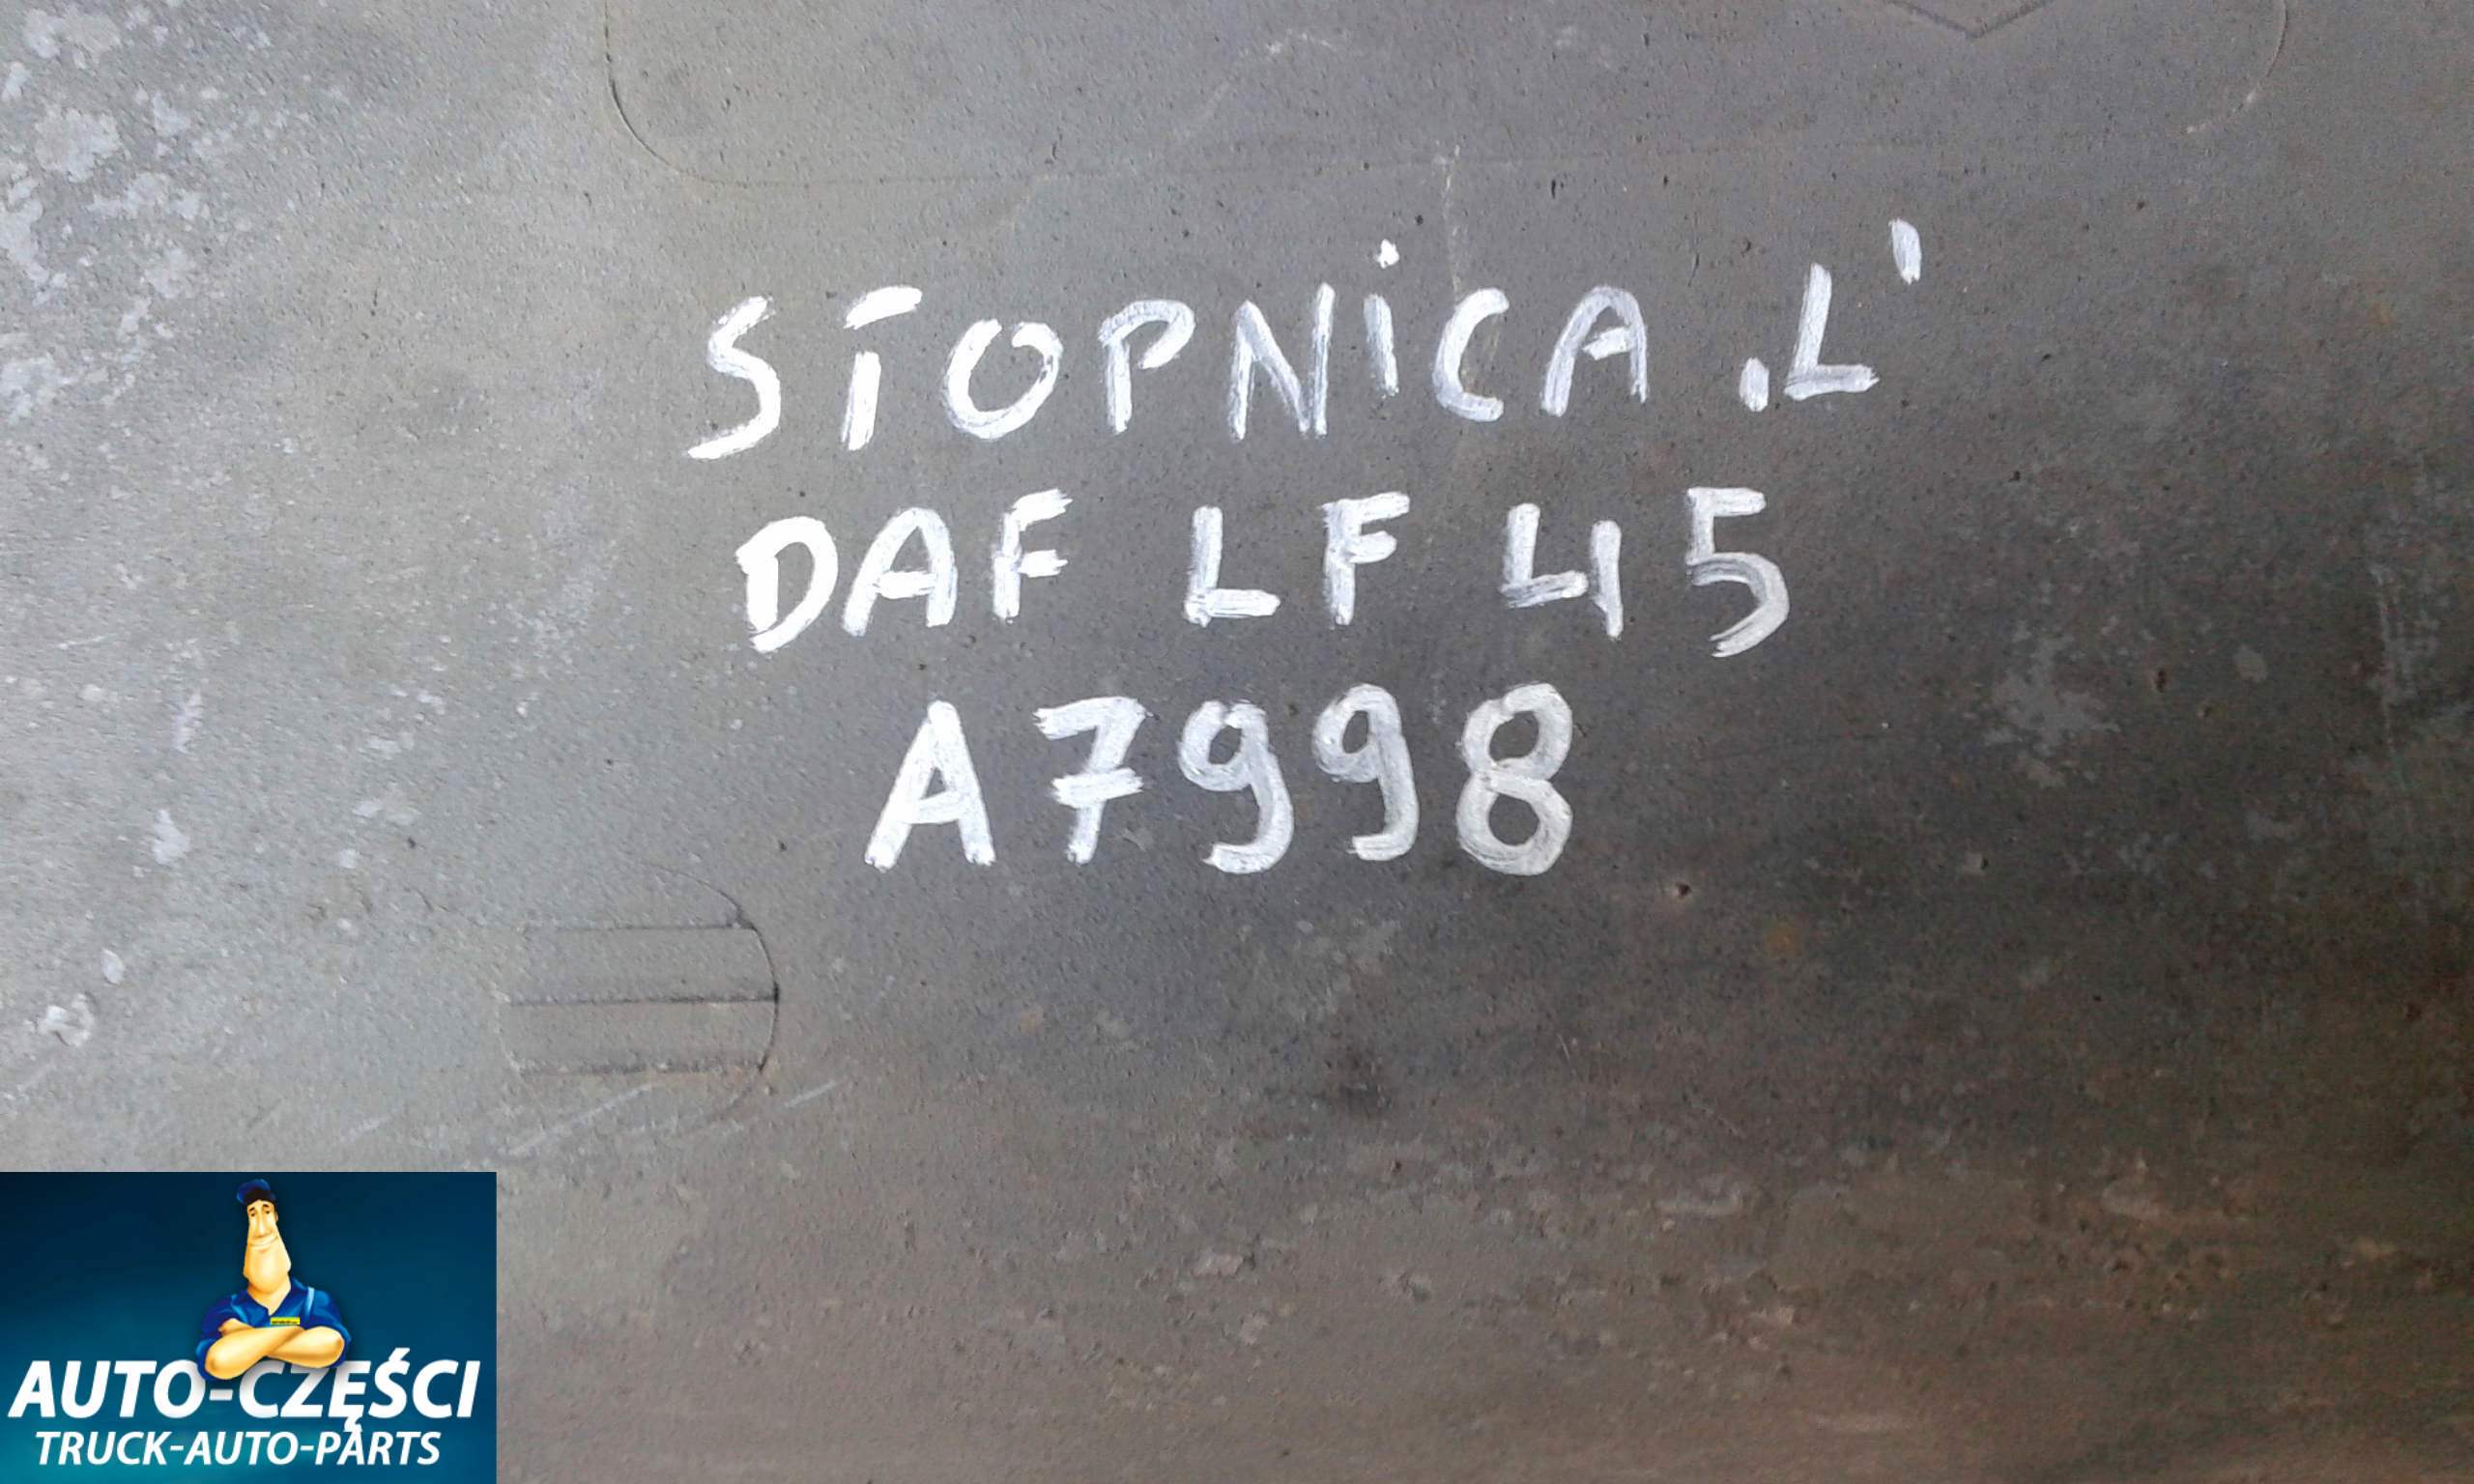 STOPNiCA ,L'
DAF LF 45
A7998
AUTO-CZĘŚCI
TRUCK-AUTO-PARTS